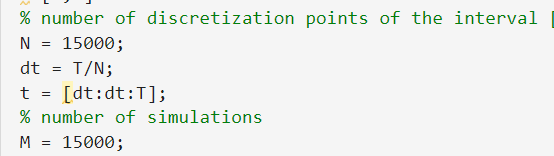 % number of discretization points of the interval [
N = 15000;
dt = T/N;
t = [dt:dt:T];
% number of simulations
M = 15000;